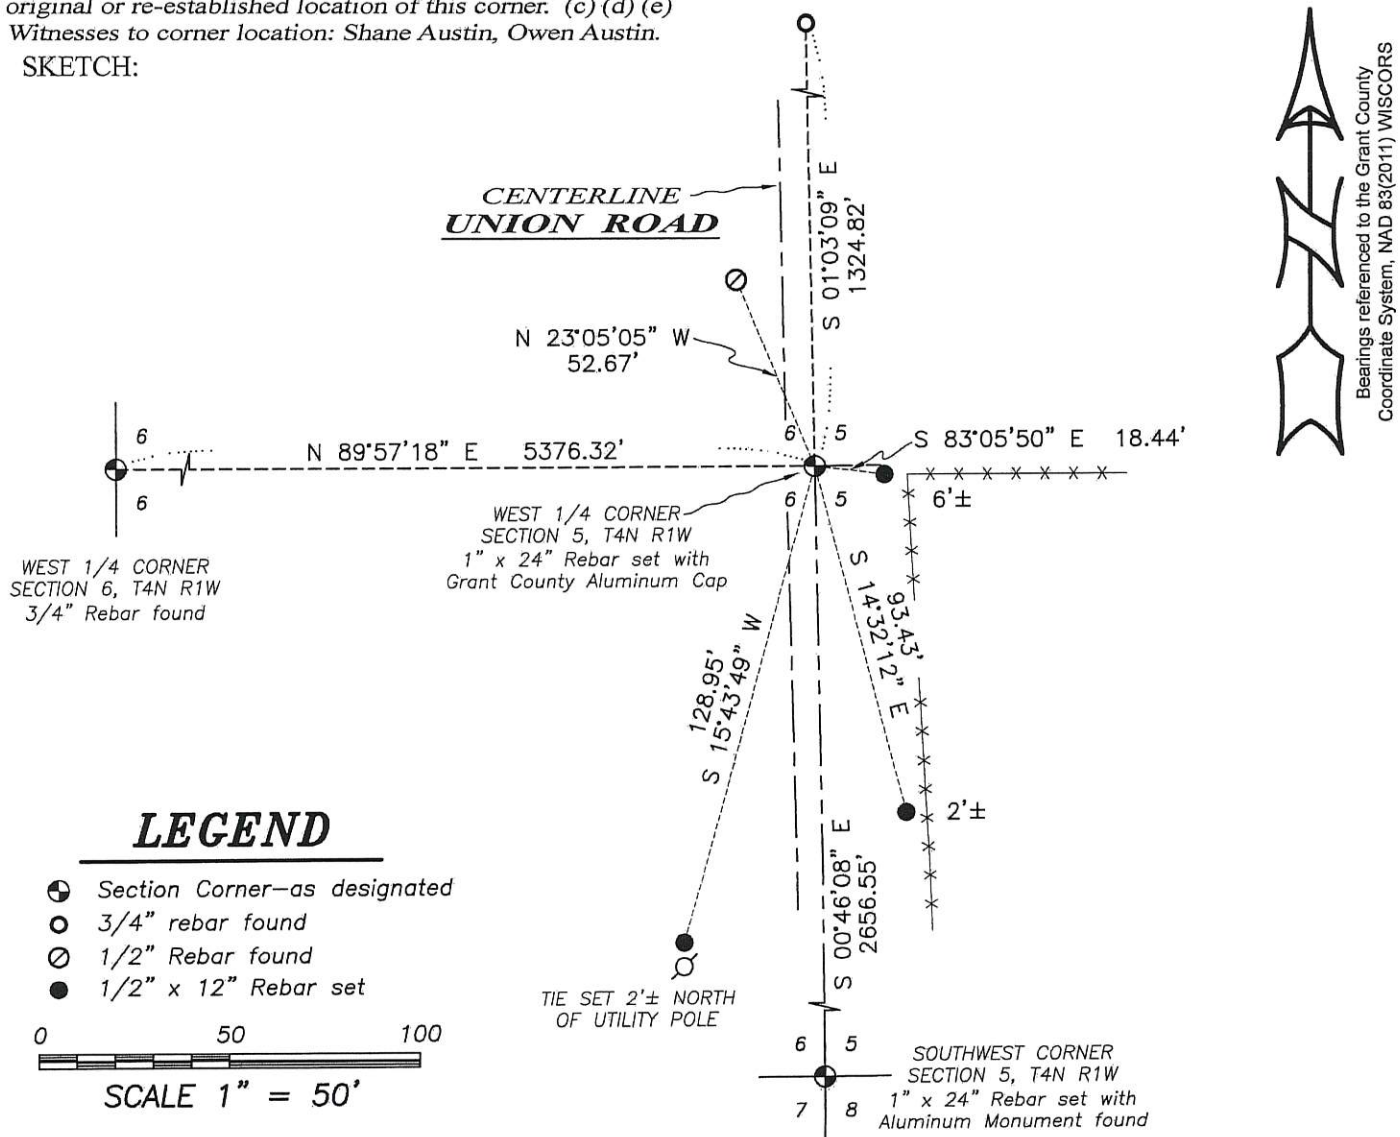 original or re-established location of this corner. (c) (d) (e)
Witnesses to corner location: Shane Austin, Owen Austin.
SKETCH:
CENTERLINE
UNION ROAD
S 01°03'09" E
1324.82'
N 23°05'05" W
52.67'
Bearings referenced to the Grant County
Coordinate System, NAD 83(2011) WISCORS
N
6
6
N 89°57'18" E 5376.32'
6 5
6 5
S 83°05'50" E 18.44'
6'±
WEST 1/4 CORNER
SECTION 6, T4N R1W
3/4" Rebar found
WEST 1/4 CORNER
SECTION 5, T4N R1W
1" x 24" Rebar set with
Grant County Aluminum Cap
93.43'
S 14°32'12" E
128.95'
S 15°43'49" W
2'±
S 00°46'08" E
2656.55'
LEGEND
Section Corner-as designated
3/4" rebar found
1/2" Rebar found
1/2" x 12" Rebar set
0 50 100
SCALE 1" = 50'
TIE SET 2'± NORTH
OF UTILITY POLE
6 5
7 8
SOUTHWEST CORNER
SECTION 5, T4N R1W
1" x 24" Rebar set with
Aluminum Monument found